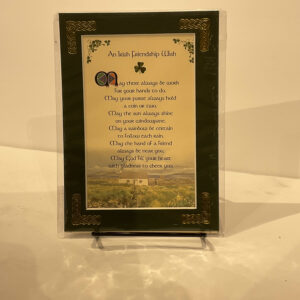 An Irish Friendship Wish
May there always be work
for your hands to do,
May your purse always hold
a coin or two.
May the sun always shine
on your windowpane,
May a rainbow be certain
to follow each rain.
May the hand of a friend
always be near you,
May God fill your heart
with gladness to cheer you.